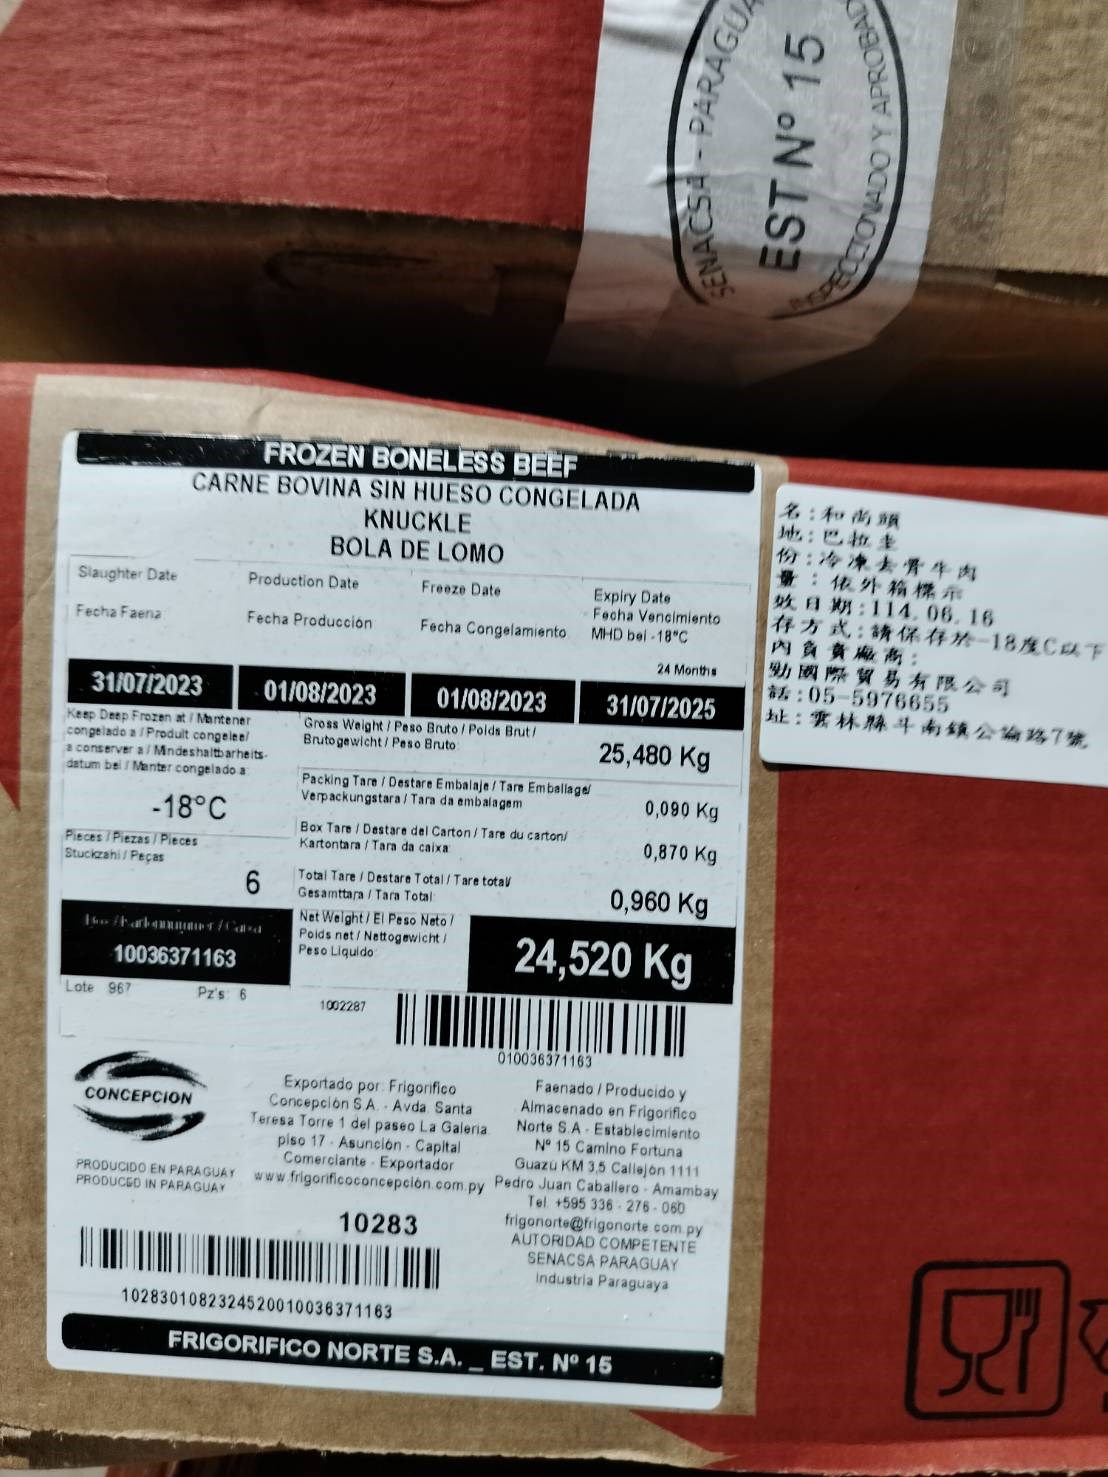 SENACSA - PARAGUA
EST Nº 15
INSPECCIONADO Y APROBAD
FROZEN BONELESS BEEF
CARNE BOVINA SIN HUESO CONGELADA
KNUCKLE
BOLA DE LOMO
Slaughter Date
Fecha Faena
Production Date
Fecha Producción
Freeze Date
Fecha Congelamiento
Expiry Date
Fecha Vencimiento
MHD bei -18°C
24 Months
31/07/2023
01/08/2023
01/08/2023
31/07/2025
Keep Deep Frozen at / Mantener
congelado a / Produit congelee/
a conserver a / Mindeshaltbarheits-
datum bei / Manter congelado a:
-18°C
Pieces / Piezas / Pieces
Stuckzahl / Peças
6
10036371163
Lote 967 Pz's: 6
Gross Weight / Peso Bruto / Poids Brut /
Brutogewicht / Peso Bruto:
25,480 Kg
Packing Tare / Destare Embalaje / Tare Emballage/
Verpackungstara / Tara da embalagem
0,090 Kg
Box Tare / Destare del Carton / Tare du carton/
Kartontara / Tara da caixa:
0,870 Kg
Total Tare / Destare Total / Tare total/
Gesamttara / Tara Total:
0,960 Kg
Net Weight / El Peso Neto /
Poids net / Nettogewicht /
Peso Liquido:
24,520 Kg
1002287
010036371163
CONCEPCION
PRODUCIDO EN PARAGUAY
PRODUCED IN PARAGUAY
Exportado por: Frigorifico
Concepción S.A. - Avda. Santa
Teresa Torre 1 del paseo La Galeria
piso 17 - Asunción - Capital
Comerciante - Exportador
www.frigorificoconcepción.com.py
Faenado / Producido y
Almacenado en Frigorifico
Norte S.A - Establecimiento
Nº 15 Camino Fortuna
Guazú KM 3,5 Callejón 1111
Pedro Juan Caballero - Amambay
Tel. +595 336 - 276 - 060
frigonorte@frigonorte.com.py
AUTORIDAD COMPETENTE
SENACSA PARAGUAY
Industria Paraguaya
10283
1028301082324520010036371163
FRIGORIFICO NORTE S.A. _ EST. Nº 15
名:和尚頭
地:巴拉圭
份:冷凍去骨牛肉
量:依外箱標示
效日期:114.06.16
存方式:請保存於-18度C以下
內負責廠商:
勁國際貿易有限公司
話:05-5976655
址:雲林縣斗南鎮公論路7號